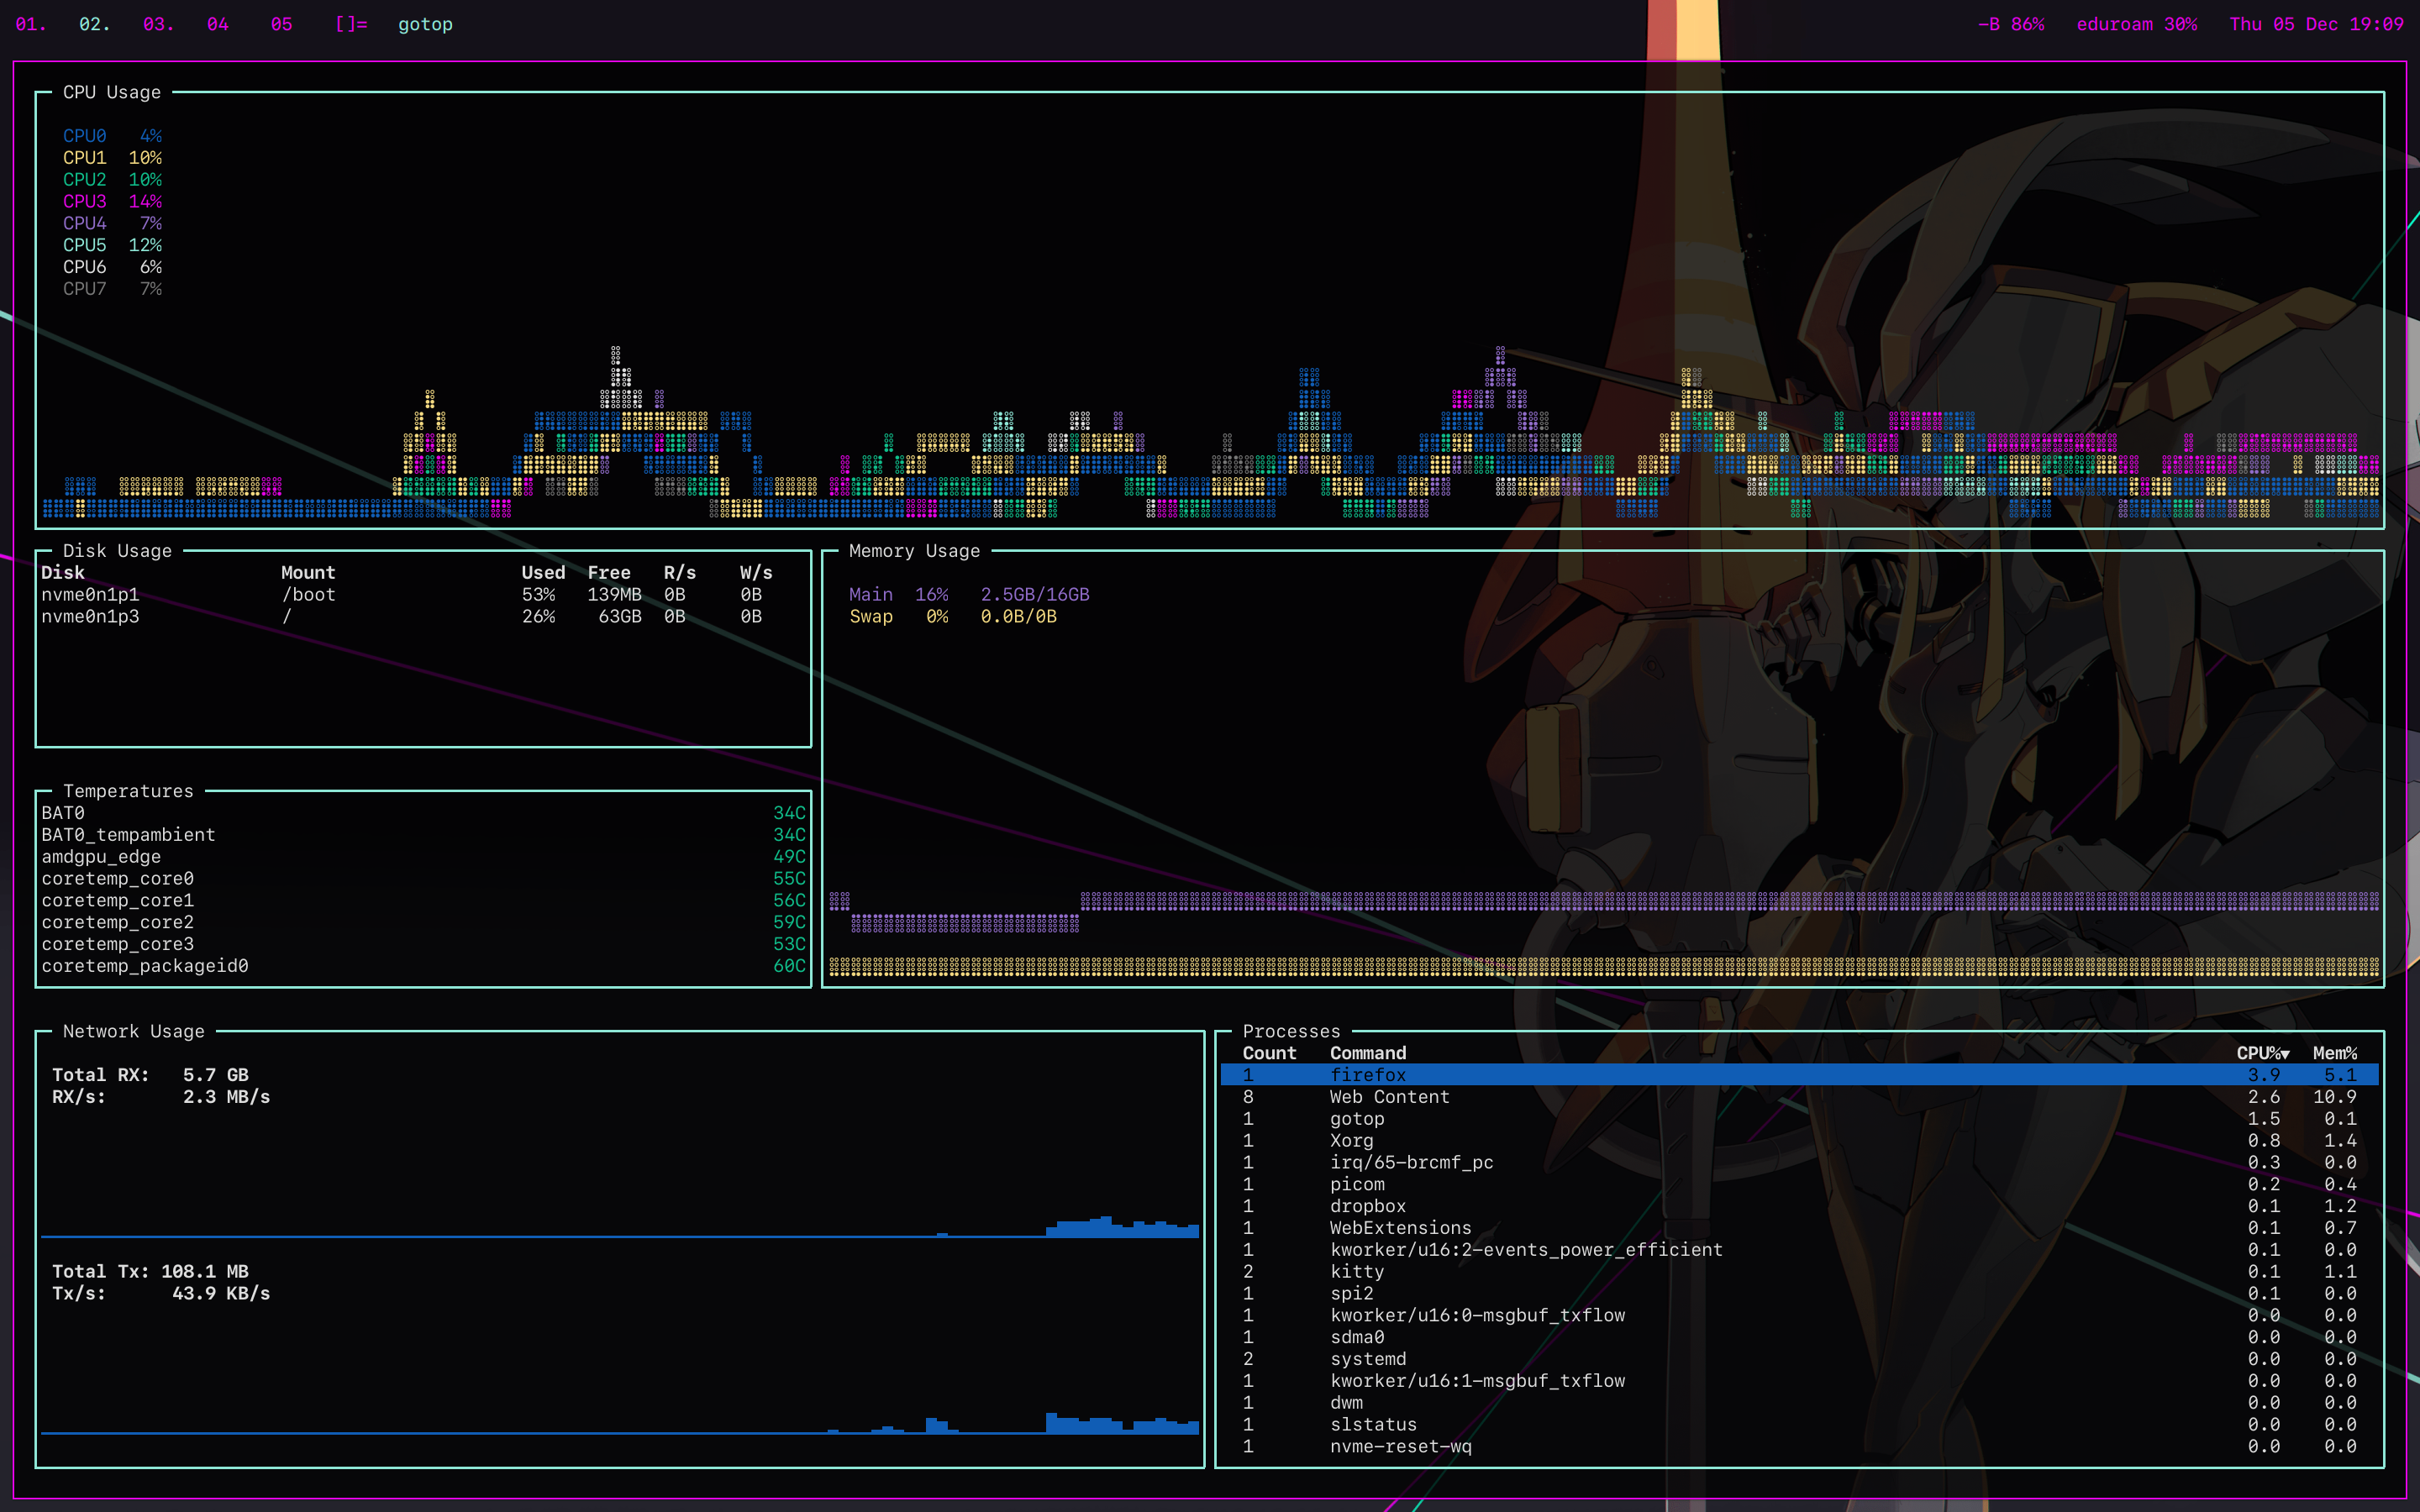 01. 02. 03. 04 05 []= gotop −B 86% eduroam 30% Thu 05 Dec 19:09
CPU Usage
CPU0 4%
CPU1 10%
CPU2 10%
CPU3 14%
CPU4 7%
CPU5 12%
CPU6 6%
CPU7 7%
Disk Usage
Disk Mount Used Free R/s W/s
nvme0n1p1 /boot 53% 139MB 0B 0B
nvme0n1p3 / 26% 63GB 0B 0B
Memory Usage
Main 16% 2.5GB/16GB
Swap 0% 0.0B/0B
Temperatures
BAT0 34C
BAT0_tempambient 34C
amdgpu_edge 49C
coretemp_core0 55C
coretemp_core1 56C
coretemp_core2 59C
coretemp_core3 53C
coretemp_packageid0 60C
Network Usage
Total RX: 5.7 GB
RX/s: 2.3 MB/s
Total Tx: 108.1 MB
Tx/s: 43.9 KB/s
Processes
Count Command CPU%▼ Mem%
1 firefox 3.9 5.1
8 Web Content 2.6 10.9
1 gotop 1.5 0.1
1 Xorg 0.8 1.4
1 irq/65-brcmf_pc 0.3 0.0
1 picom 0.2 0.4
1 dropbox 0.1 1.2
1 WebExtensions 0.1 0.7
1 kworker/u16:2-events_power_efficient 0.1 0.0
2 kitty 0.1 1.1
1 spi2 0.1 0.0
1 kworker/u16:0-msgbuf_txflow 0.0 0.0
1 sdma0 0.0 0.0
2 systemd 0.0 0.0
1 kworker/u16:1-msgbuf_txflow 0.0 0.0
1 dwm 0.0 0.0
1 slstatus 0.0 0.0
1 nvme-reset-wq 0.0 0.0